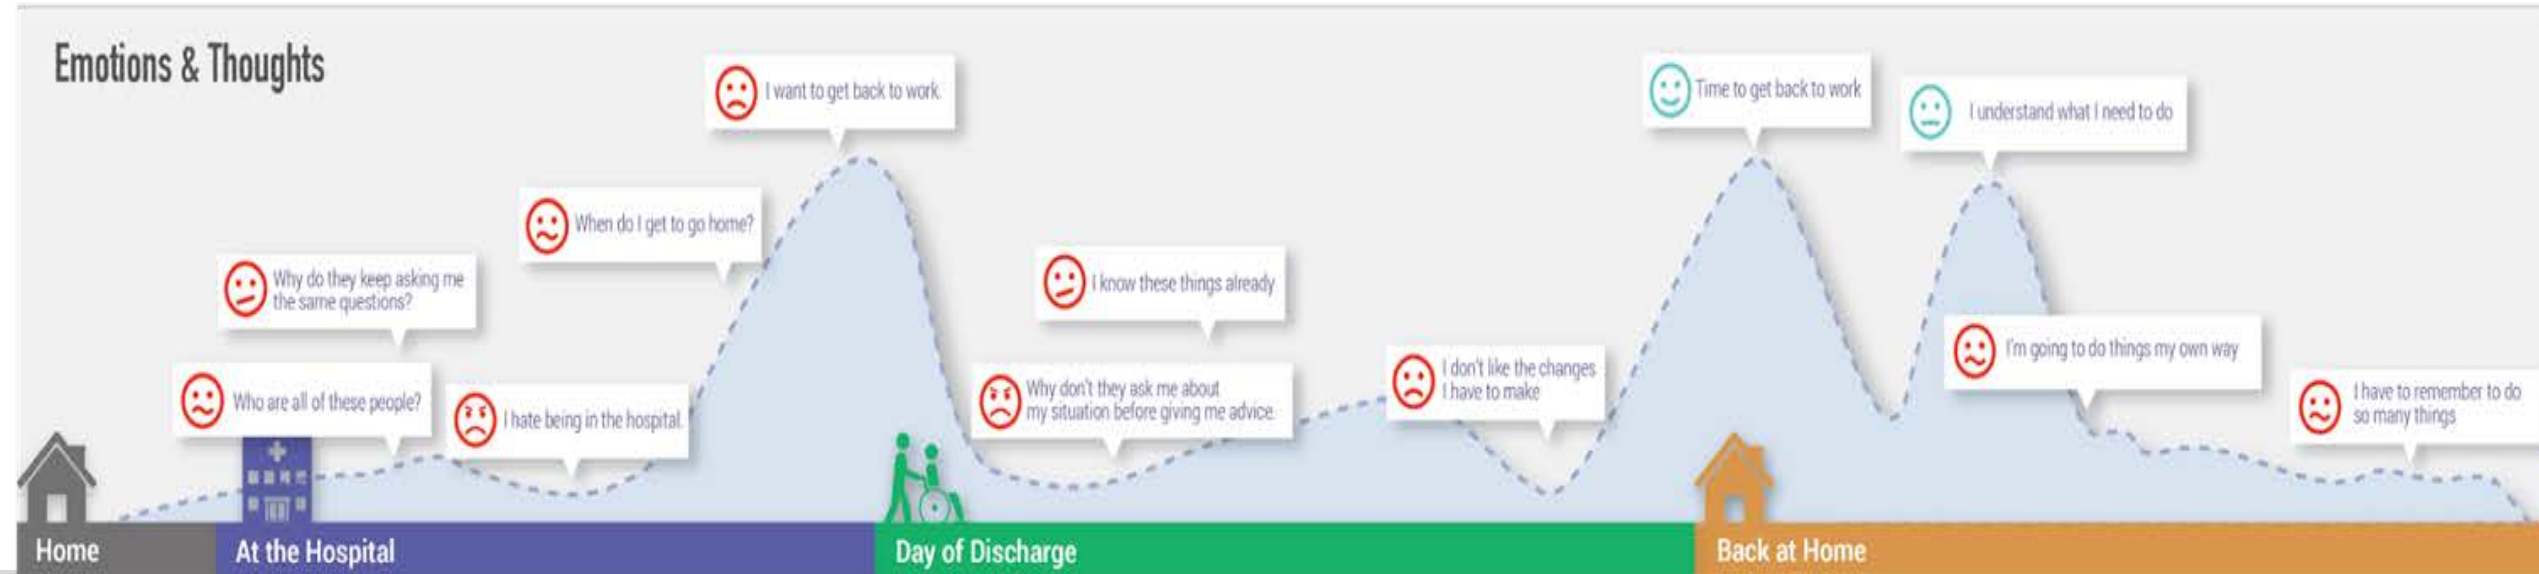 Emotions & Thoughts
I want to get back to work.
Time to get back to work
I understand what I need to do
When do I get to go home?
Why do they keep asking me
the same questions?
I know these things already
I'm going to do things my own way
Who are all of these people?
I hate being in the hospital.
Why don't they ask me about
my situation before giving me advice.
I don't like the changes
I have to make
I have to remember to do
so many things
Home
At the Hospital
Day of Discharge
Back at Home